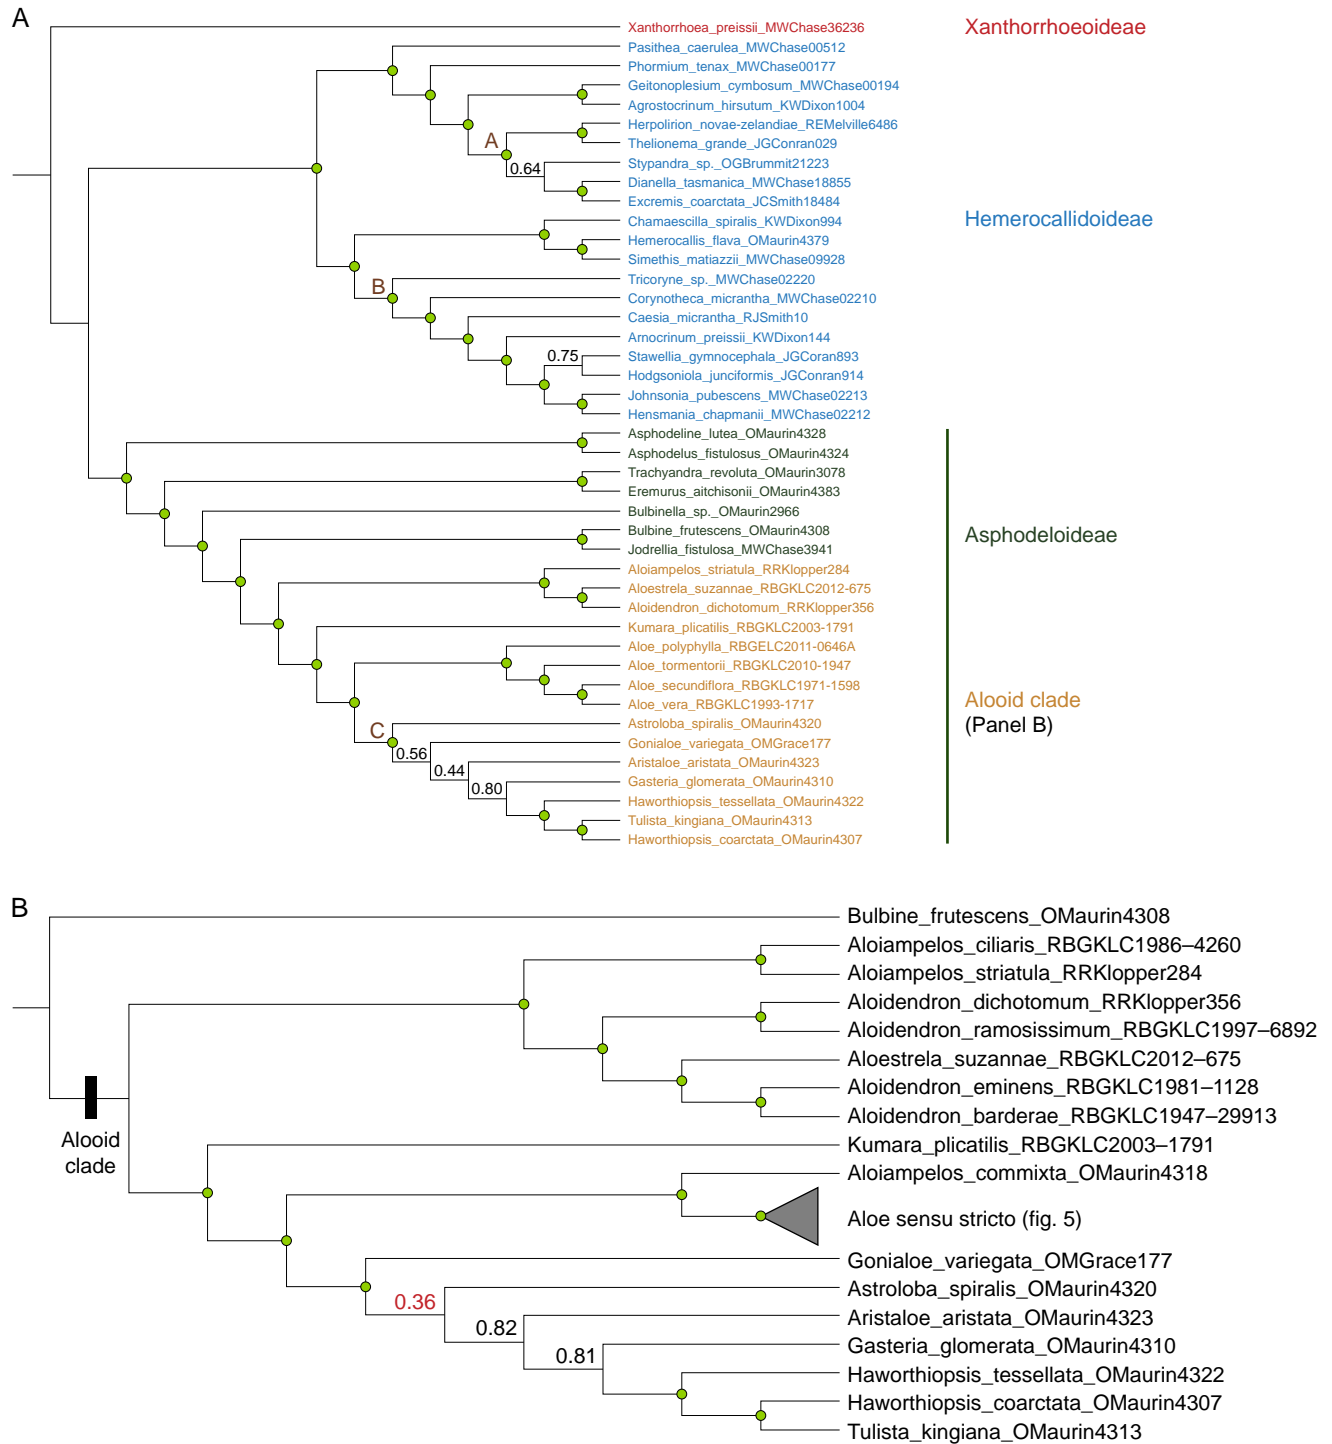 A
Xanthorrhoea_preissii_MWChase36236
Xanthorrhoeoideae
Pasithea_caerulea_MWChase00512
Phormium_tenax_MWChase00177
Geitonoplesium_cymbosum_MWChase00194
Agrostocrinum_hirsutum_KWDixon1004
Herpolirion_novae-zelandiae_REMelville6486
A
Thelionema_grande_JGConran029
Stypandra_sp._OGBrummit21223
0.64
Dianella_tasmanica_MWChase18855
Excremis_coarctata_JCSmith18484
Chamaescilla_spiralis_KWDixon994
Hemerocallidoideae
Hemerocallis_flava_OMaurin4379
Simethis_matiazzii_MWChase09928
Tricoryne_sp._MWChase02220
B
Corynotheca_micrantha_MWChase02210
Caesia_micrantha_RJSmith10
Arnocrinum_preissii_KWDixon144
0.75
Stawellia_gymnocephala_JGCoran893
Hodgsoniola_junciformis_JGConran914
Johnsonia_pubescens_MWChase02213
Hensmania_chapmanii_MWChase02212
Asphodeline_lutea_OMaurin4328
Asphodelus_fistulosus_OMaurin4324
Trachyandra_revoluta_OMaurin3078
Eremurus_aitchisonii_OMaurin4383
Bulbinella_sp._OMaurin2966
Bulbine_frutescens_OMaurin4308
Asphodeloideae
Jodrellia_fistulosa_MWChase3941
Aloiampelos_striatula_RRKlopper284
Aloestrela_suzannae_RBGKLC2012-675
Aloidendron_dichotomum_RRKlopper356
Kumara_plicatilis_RBGKLC2003-1791
Aloe_polyphylla_RBGELC2011-0646A
Aloe_tormentorii_RBGKLC2010-1947
Aloe_secundiflora_RBGKLC1971-1598
Aloe_vera_RBGKLC1993-1717
Alooid clade
(Panel B)
C
Astroloba_spiralis_OMaurin4320
Gonialoe_variegata_OMGrace177
0.56
Aristaloe_aristata_OMaurin4323
0.44
Gasteria_glomerata_OMaurin4310
0.80
Haworthiopsis_tessellata_OMaurin4322
Tulista_kingiana_OMaurin4313
Haworthiopsis_coarctata_OMaurin4307
B
Bulbine_frutescens_OMaurin4308
Aloiampelos_ciliaris_RBGKLC1986–4260
Aloiampelos_striatula_RRKlopper284
Aloidendron_dichotomum_RRKlopper356
Aloidendron_ramosissimum_RBGKLC1997–6892
Aloestrela_suzannae_RBGKLC2012–675
Aloidendron_eminens_RBGKLC1981–1128
Aloidendron_barderae_RBGKLC1947–29913
Alooid
clade
Kumara_plicatilis_RBGKLC2003–1791
Aloiampelos_commixta_OMaurin4318
Aloe sensu stricto (fig. 5)
Gonialoe_variegata_OMGrace177
Astroloba_spiralis_OMaurin4320
0.36
Aristaloe_aristata_OMaurin4323
0.82
Gasteria_glomerata_OMaurin4310
0.81
Haworthiopsis_tessellata_OMaurin4322
Haworthiopsis_coarctata_OMaurin4307
Tulista_kingiana_OMaurin4313